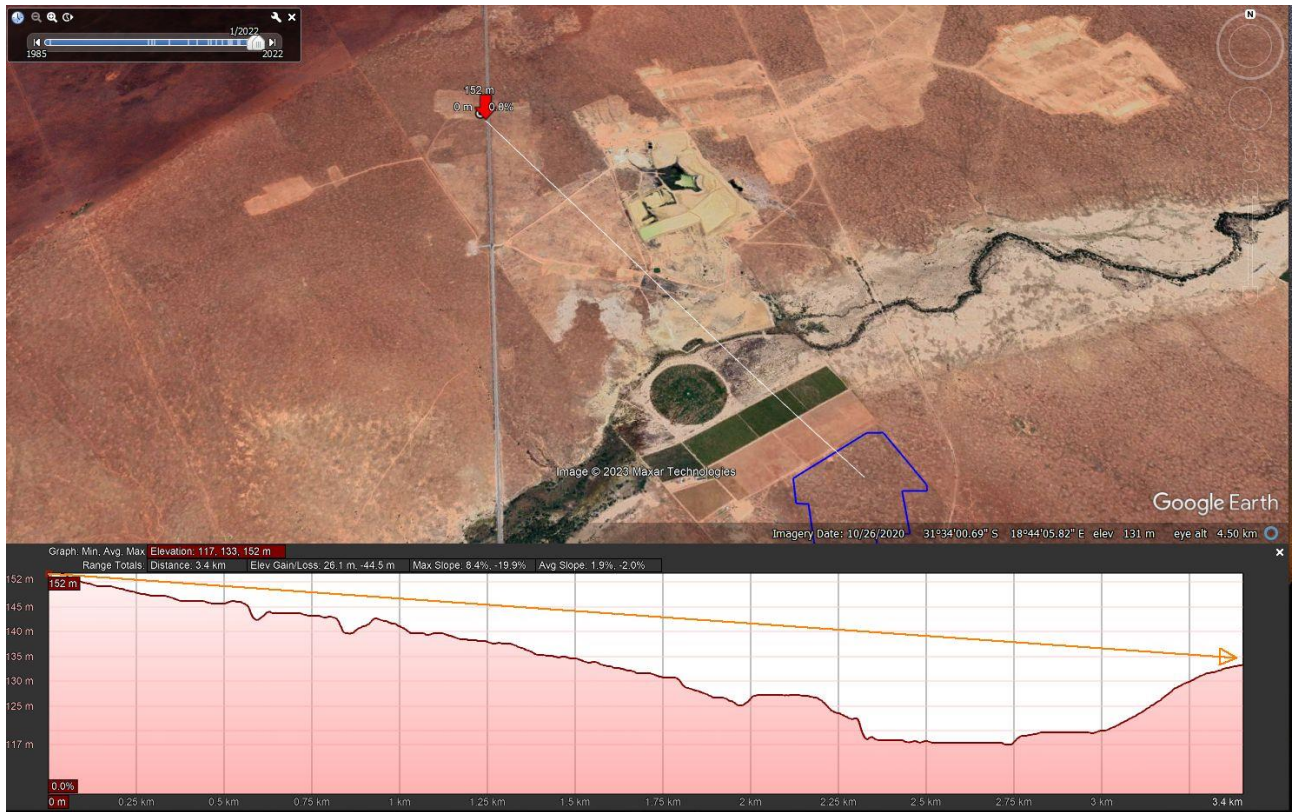 1/2022
1985
2022
N
152 m
0 m 0.0%
Image © 2023 Maxar Technologies
Google Earth
Imagery Date: 10/26/2020 31°34'00.69" S 18°44'05.82" E elev 131 m eye alt 4.50 km
Graph: Min, Avg, Max Elevation: 117, 133, 152 m
Range Totals: Distance: 3.4 km Elev Gain/Loss: 26.1 m, -44.5 m Max Slope: 8.4%, -19.9% Avg Slope: 1.9%, -2.0%
152 m
152 m
145 m
140 m
135 m
130 m
125 m
117 m
0.0%
0 m 0.25 km 0.5 km 0.75 km 1 km 1.25 km 1.5 km 1.75 km 2 km 2.25 km 2.5 km 2.75 km 3 km 3.4 km